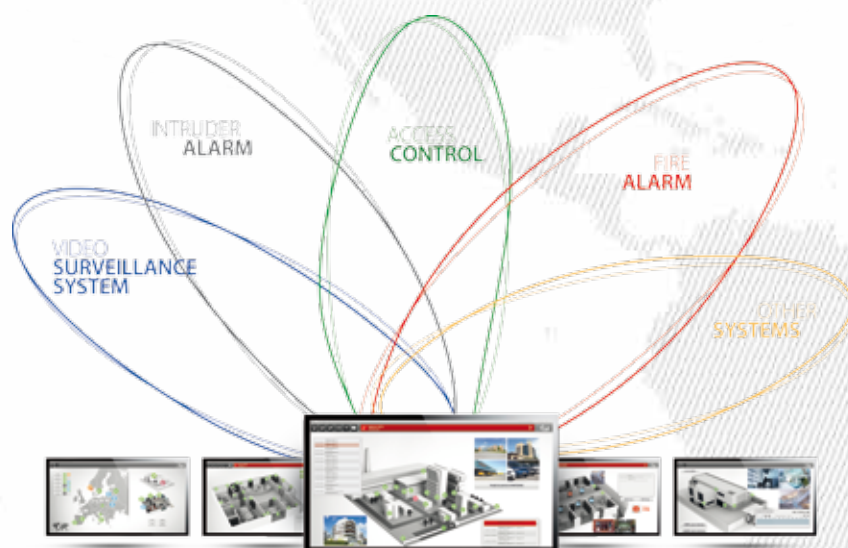 INTRUDER
ALARM
ACCESS
CONTROL
FIRE
ALARM
VIDEO
SURVEILLANCE
SYSTEM
OTHER
SYSTEMS